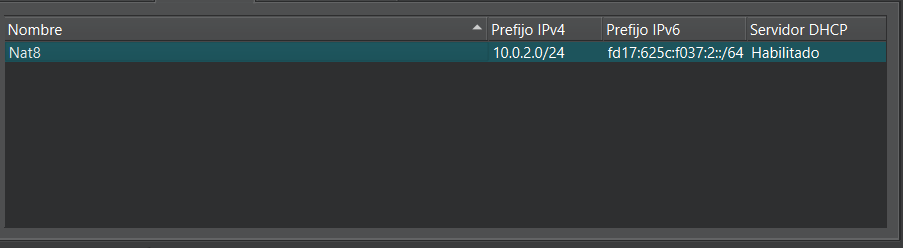 Nombre Prefijo IPv4 Prefijo IPv6 Servidor DHCP
Nat8 10.0.2.0/24 fd17:625c:f037:2::/64 Habilitado